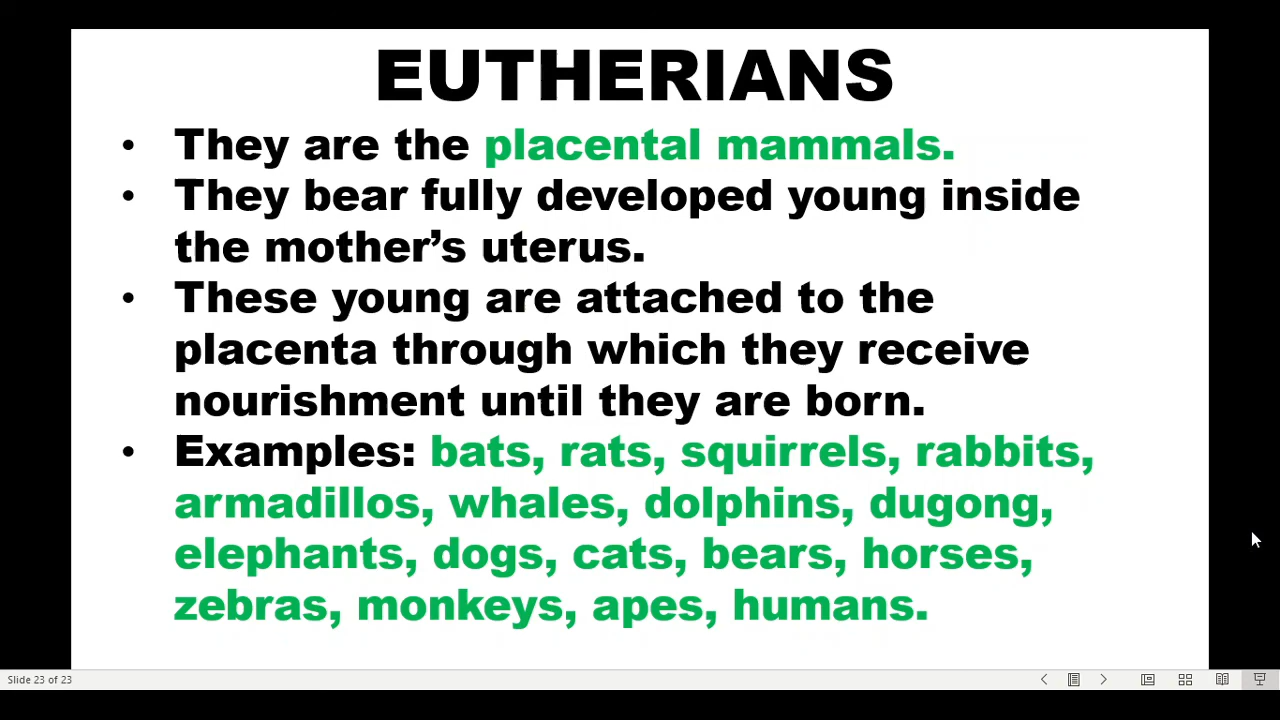 EUTHERIANS
• They are the placental mammals.
• They bear fully developed young inside
the mother’s uterus.
• These young are attached to the
placenta through which they receive
nourishment until they are born.
• Examples: bats, rats, squirrels, rabbits,
armadillos, whales, dolphins, dugong,
elephants, dogs, cats, bears, horses,
zebras, monkeys, apes, humans.
Slide 23 of 23